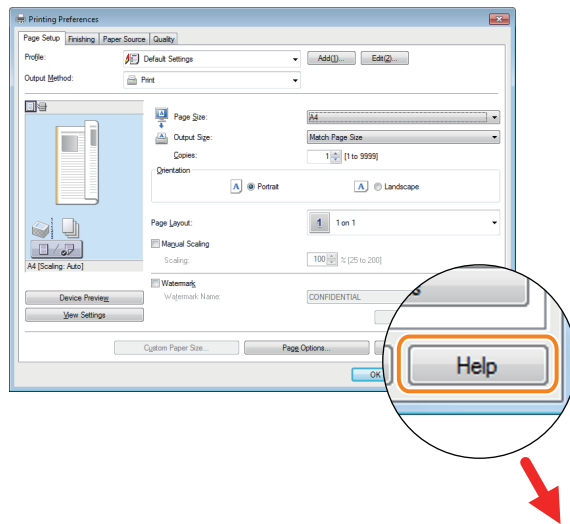 Printing Preferences
Page Setup Finishing Paper Source Quality
Profile: Default Settings Add(1)... Edit(2)...
Output Method: Print
Page Size: A4
Output Size: Match Page Size
Copies: 1 [1 to 9999]
Orientation
A Portrait A Landscape
Page Layout: 1 1 on 1
Manual Scaling
Scaling: 100 % [25 to 200]
A4 [Scaling: Auto]
Watermark
Watermark Name: CONFIDENTIAL
Device Preview
View Settings
Custom Paper Size... Page Options...
OK
Help